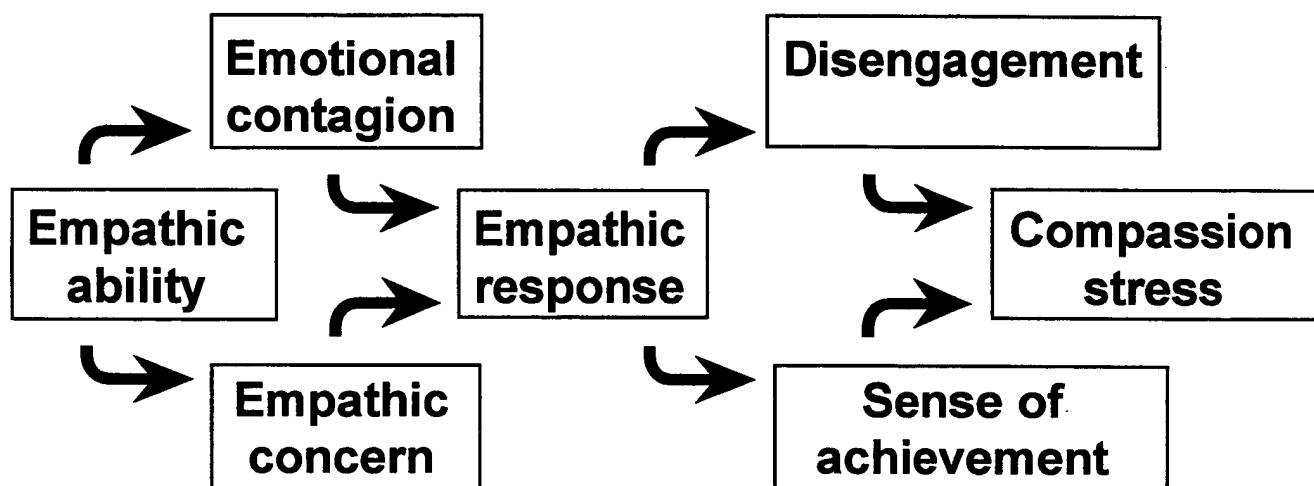 Emotional
contagion
Disengagement
Empathic
ability
Empathic
response
Compassion
stress
Empathic
concern
Sense of
achievement